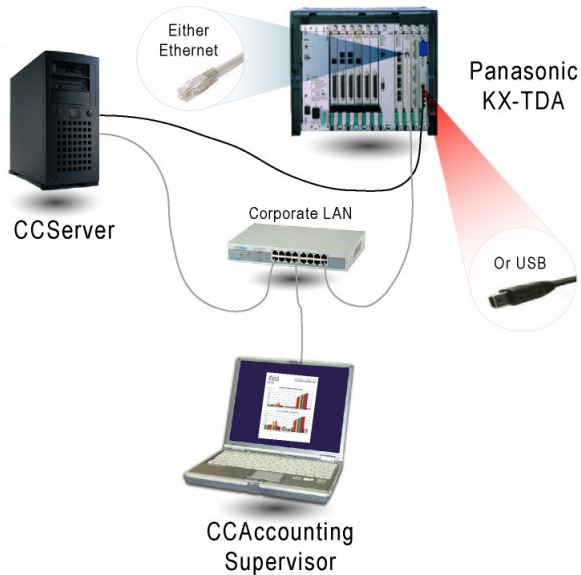 Either
Ethernet
Panasonic
KX-TDA
CCServer
Corporate LAN
Or USB
CCAccounting
Supervisor